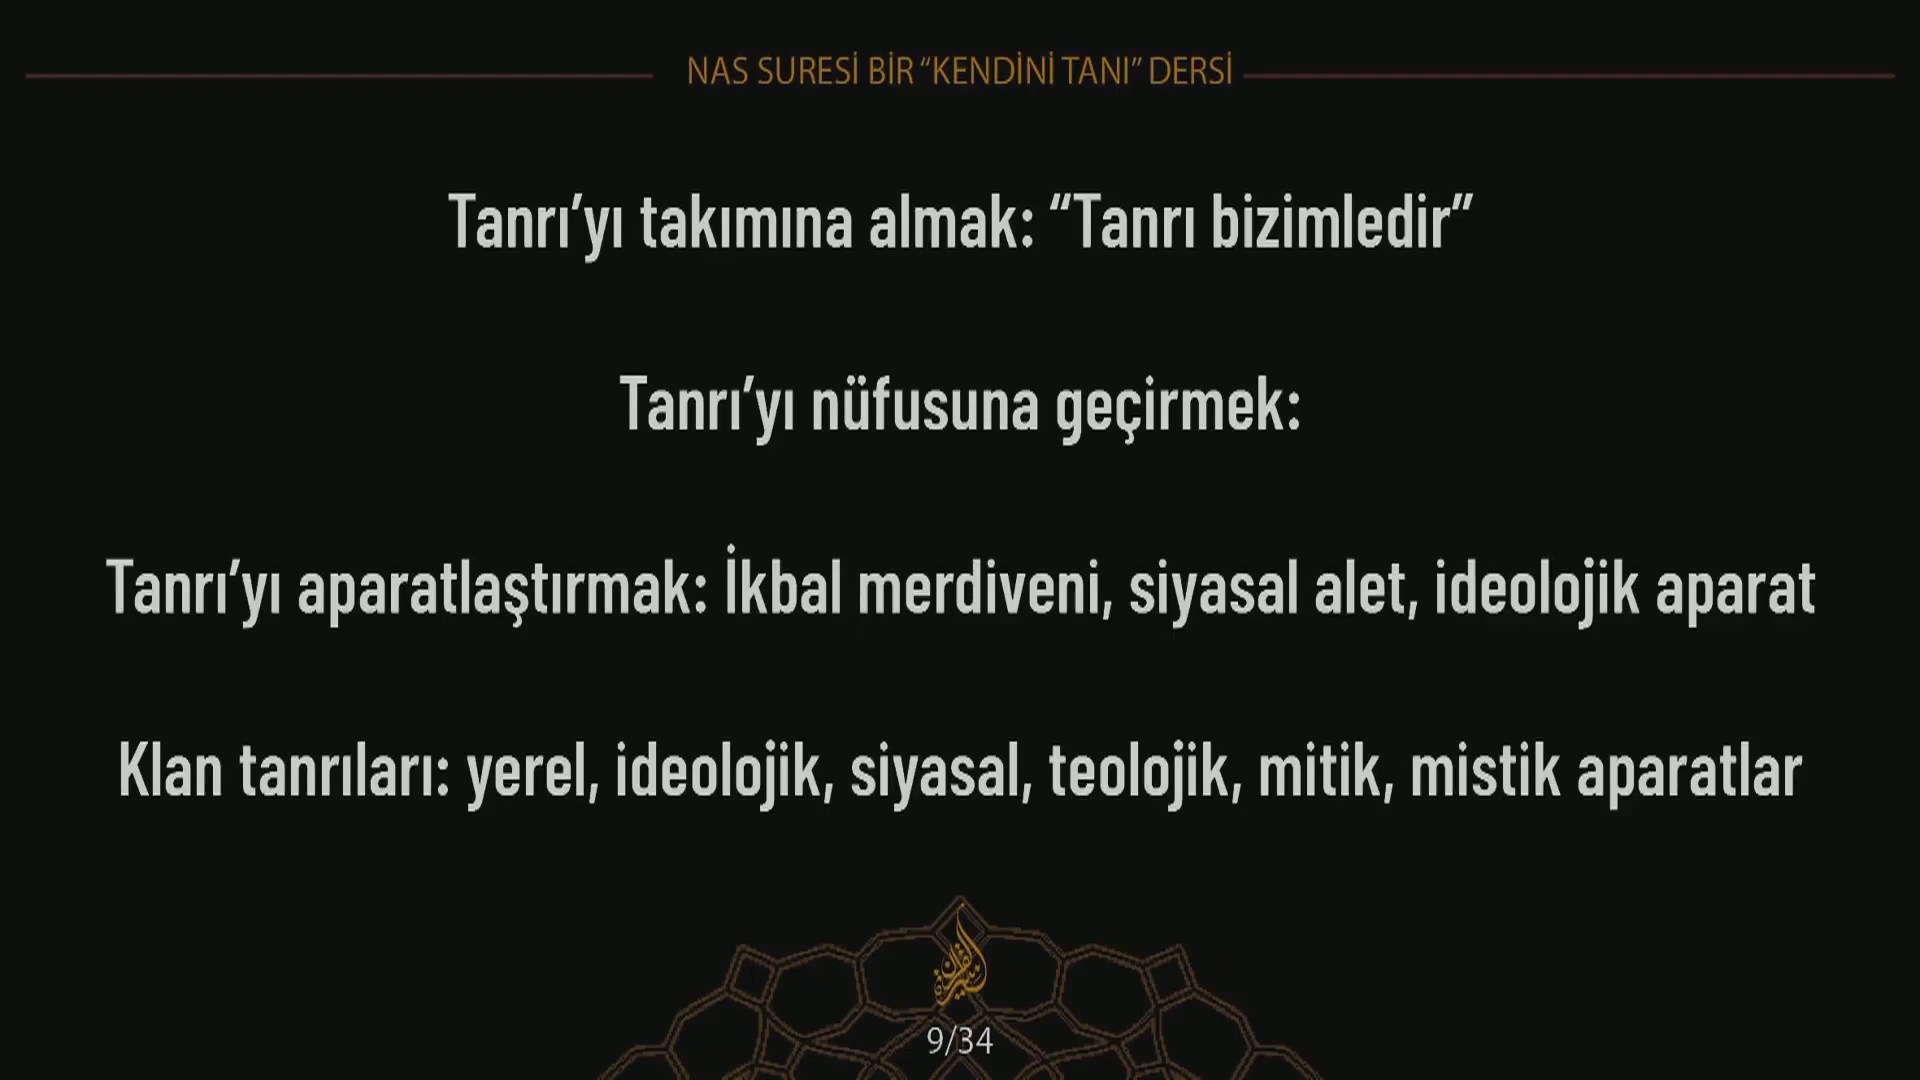 NAS SURESİ BİR “KENDİNİ TANI” DERSİ
Tanrı’yı takımına almak: “Tanrı bizimledir”
Tanrı’yı nüfusuna geçirmek:
Tanrı’yı aparatlaştırmak: İkbal merdiveni, siyasal alet, ideolojik aparat
Klan tanrıları: yerel, ideolojik, siyasal, teolojik, mitik, mistik aparatlar
9/34